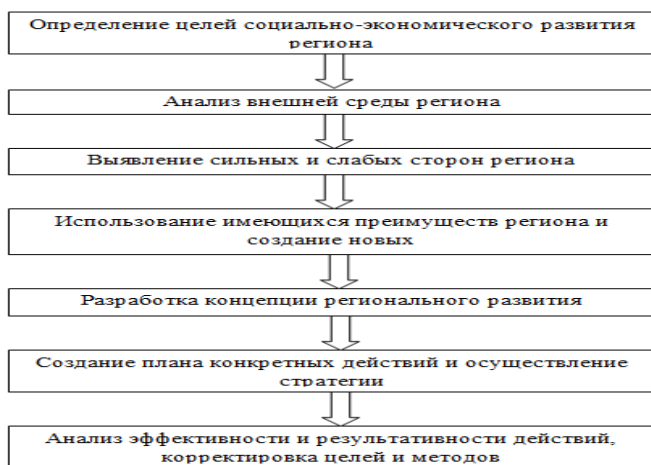 Определение целей социально-экономического развития
региона
Анализ внешней среды региона
Выявление сильных и слабых сторон региона
Использование имеющихся преимуществ региона и
создание новых
Разработка концепции регионального развития
Создание плана конкретных действий и осуществление
стратегии
Анализ эффективности и результативности действий,
корректировка целей и методов